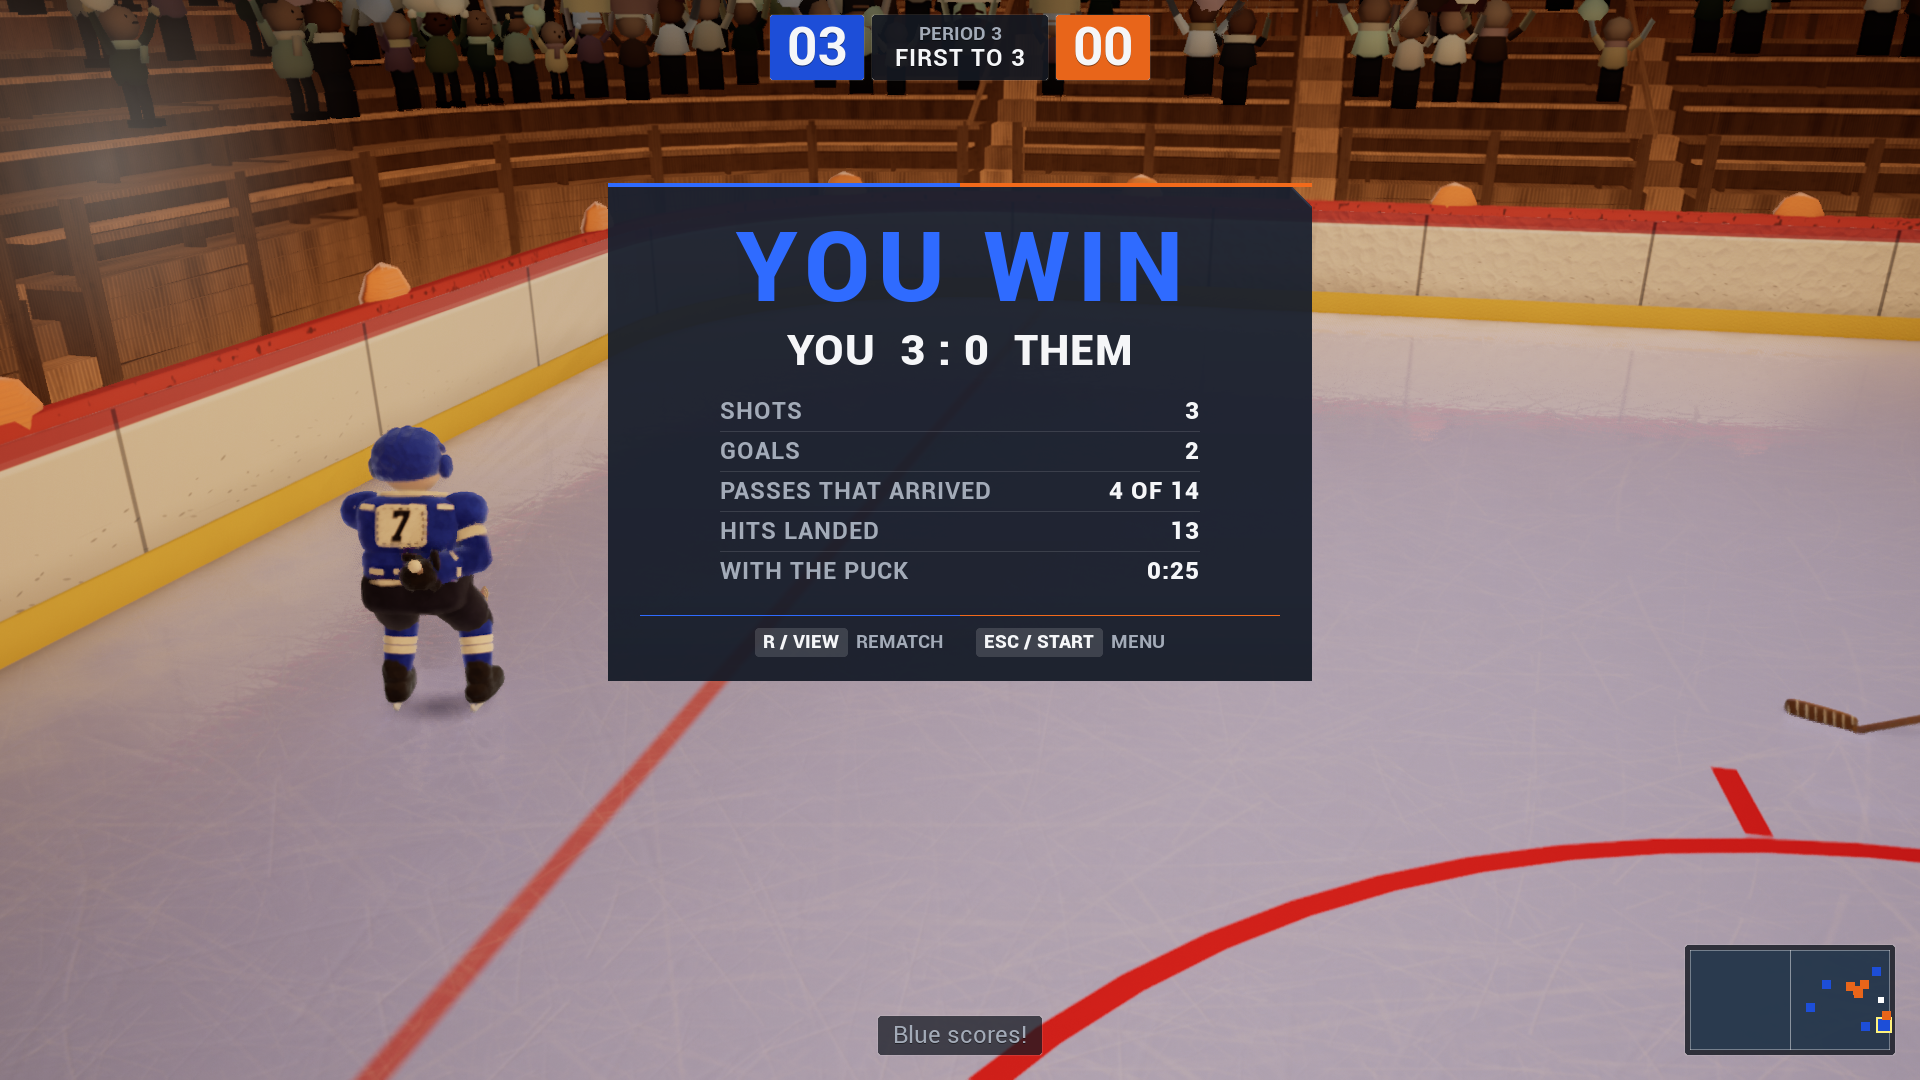 03
PERIOD 3
FIRST TO 3
00
YOU WIN
YOU 3 : 0 THEM
SHOTS 3
GOALS 2
PASSES THAT ARRIVED 4 OF 14
HITS LANDED 13
WITH THE PUCK 0:25
R / VIEW REMATCH ESC / START MENU
7
Blue scores!